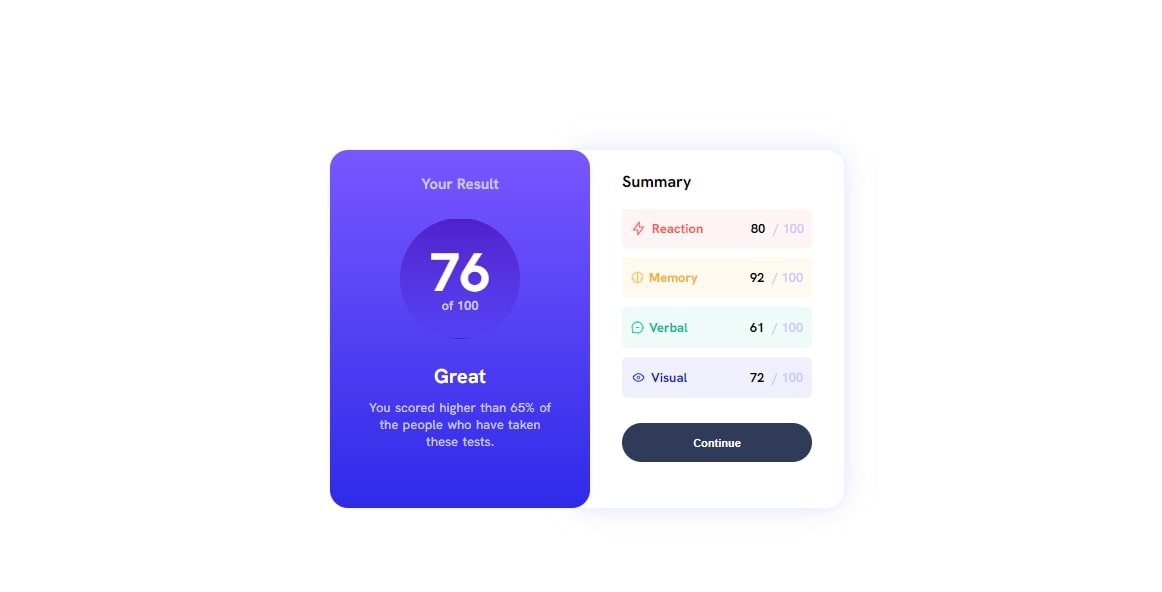 Your Result
76
of 100
Great
You scored higher than 65% of
the people who have taken
these tests.
Summary
Reaction 80 / 100
Memory 92 / 100
Verbal 61 / 100
Visual 72 / 100
Continue